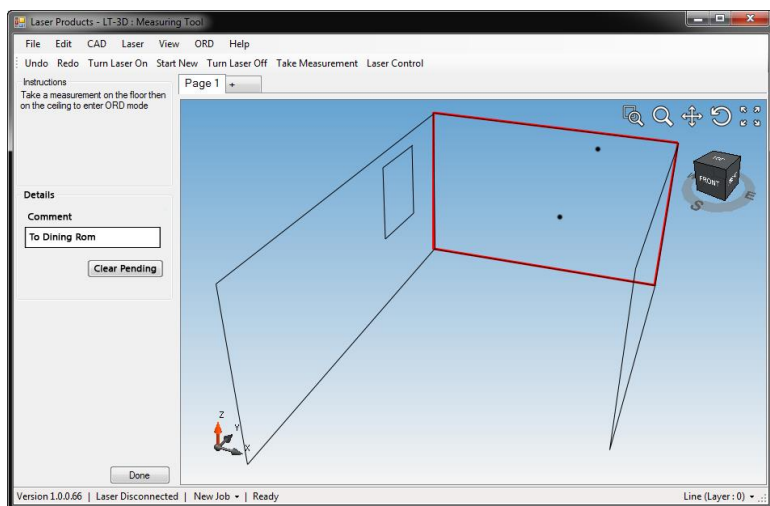 Laser Products - LT-3D : Measuring Tool
File Edit CAD Laser View ORD Help
Undo Redo Turn Laser On Start New Turn Laser Off Take Measurement Laser Control
Instructions
Take a measurement on the floor then
on the ceiling to enter ORD mode
Page 1 +
Details
Comment
To Dining Rom
Clear Pending
FRONT
S
E
Z
Y
X
Done
Version 1.0.0.66 | Laser Disconnected | New Job | Ready
Line (Layer : 0)